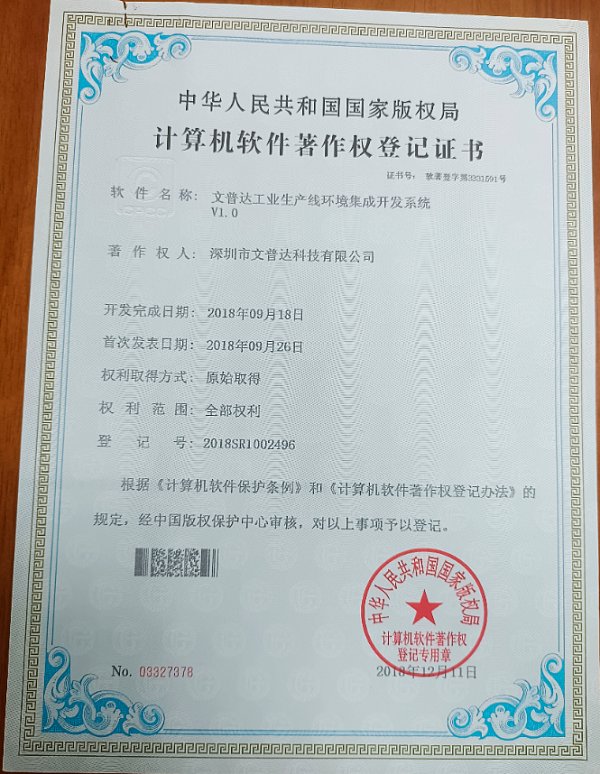 中华人民共和国国家版权局
计算机软件著作权登记证书
证书号: 软著登字第3331591号
软件名称: 文普达工业生产线环境集成开发系统
V1.0
著作权人: 深圳市文普达科技有限公司
开发完成日期: 2018年09月18日
首次发表日期: 2018年09月26日
权利取得方式: 原始取得
权利范围: 全部权利
登记号: 2018SR1002496
根据《计算机软件保护条例》和《计算机软件著作权登记办法》的
规定,经中国版权保护中心审核,对以上事项予以登记。
中华人民共和国国家版权局
计算机软件著作权
登记专用章
No. 03327378
2018年12月11日